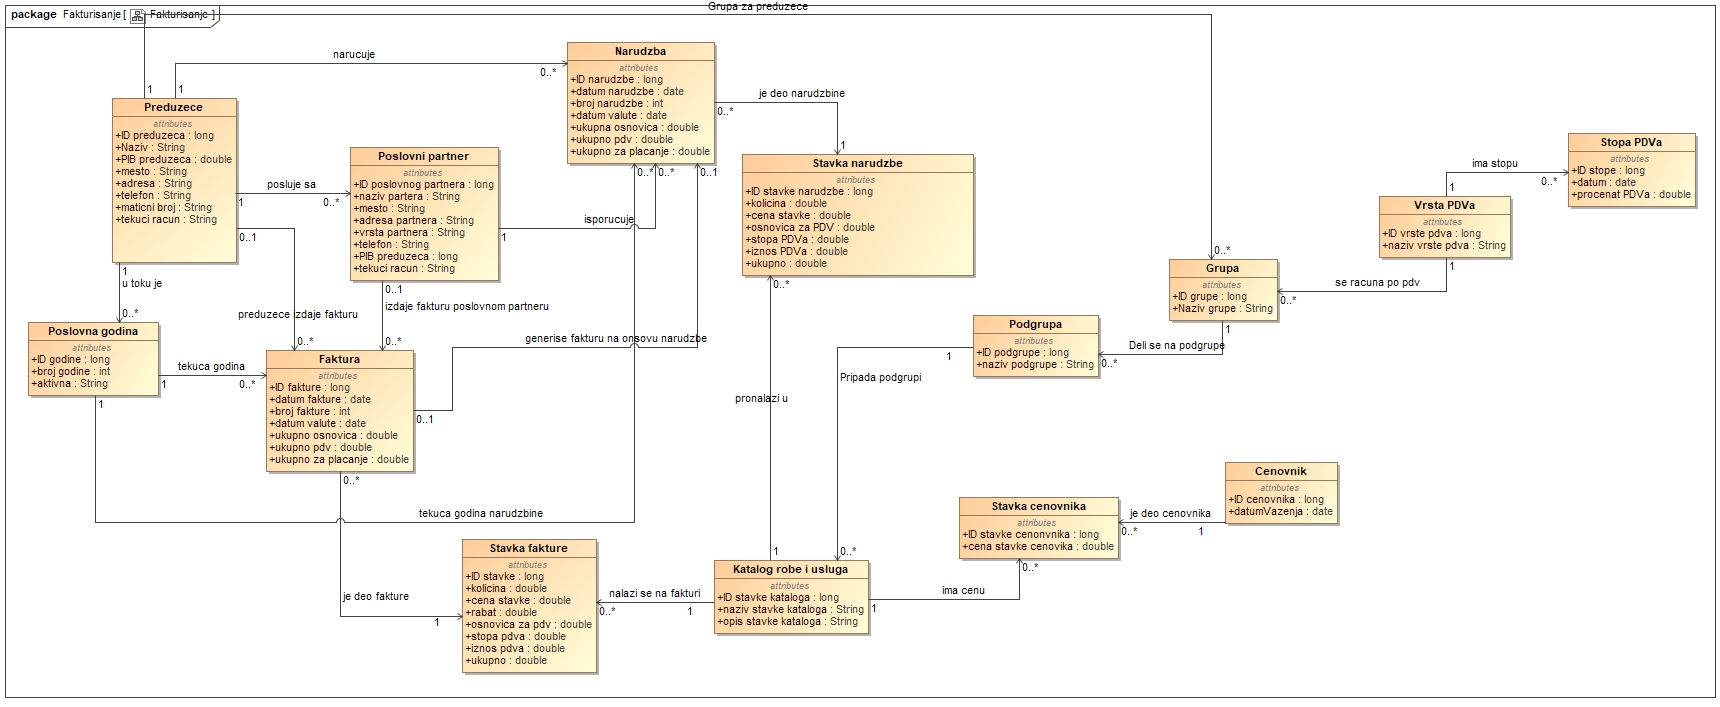 package Fakturisanje [ Fakturisanje ]
Grupa za preduzece
narucuje
1
1
0..*
Preduzece
attributes
+ID preduzeca : long
+Naziv : String
+PIB preduzeca : double
+mesto : String
+adresa : String
+telefon : String
+maticni broj : String
+tekuci racun : String
posluje sa
1
0..*
0..1
1
u toku je
0..*
Poslovni partner
attributes
+ID poslovnog partnera : long
+naziv partera : String
+mesto : String
+adresa partnera : String
+vrsta partnera : String
+telefon : String
+PIB preduzeca : long
+tekuci racun : String
isporucuje
1
0..1
izdaje fakturu poslovnom partneru
preduzece izdaje fakturu
0..*
0..*
Narudzba
attributes
+ID narudzbe : long
+datum narudzbe : date
+broj narudzbe : int
+datum valute : date
+ukupna osnovica : double
+ukupno pdv : double
+ukupno za placanje : double
0..*
0..*
0..1
je deo narudzbine
0..*
1
Stavka narudzbe
attributes
+ID stavke narudzbe : long
+kolicina : double
+cena stavke : double
+osnovica za PDV : double
+stopa PDVa : double
+iznos PDVa : double
+ukupno : double
0..*
pronalazi u
1
Stopa PDVa
attributes
+ID stope : long
+datum : date
+procenat PDVa : double
ima stopu
0..*
1
Vrsta PDVa
attributes
+ID vrste pdva : long
+naziv vrste pdva : String
1
se racuna po pdv
0..*
0..*
Grupa
attributes
+ID grupe : long
+Naziv grupe : String
1
Deli se na podgrupe
0..*
Podgrupa
attributes
+ID podgrupe : long
+naziv podgrupe : String
1
Pripada podgrupi
0..*
Poslovna godina
attributes
+ID godine : long
+broj godine : int
+aktivna : String
tekuca godina
1
0..*
1
tekuca godina narudzbine
Faktura
attributes
+ID fakture : long
+datum fakture : date
+broj fakture : int
+datum valute : date
+ukupno osnovica : double
+ukupno pdv : double
+ukupno za placanje : double
generise fakturu na onsovu narudzbe
0..1
0..*
je deo fakture
1
Stavka fakture
attributes
+ID stavke : long
+kolicina : double
+cena stavke : double
+rabat : double
+osnovica za pdv : double
+stopa pdva : double
+iznos pdva : double
+ukupno : double
nalazi se na fakturi
0..*
1
Katalog robe i usluga
attributes
+ID stavke kataloga : long
+naziv stavke kataloga : String
+opis stavke kataloga : String
ima cenu
1
0..*
Stavka cenovnika
attributes
+ID stavke cenonvnika : long
+cena stavke cenovika : double
je deo cenovnika
0..*
1
Cenovnik
attributes
+ID cenovnika : long
+datumVazenja : date